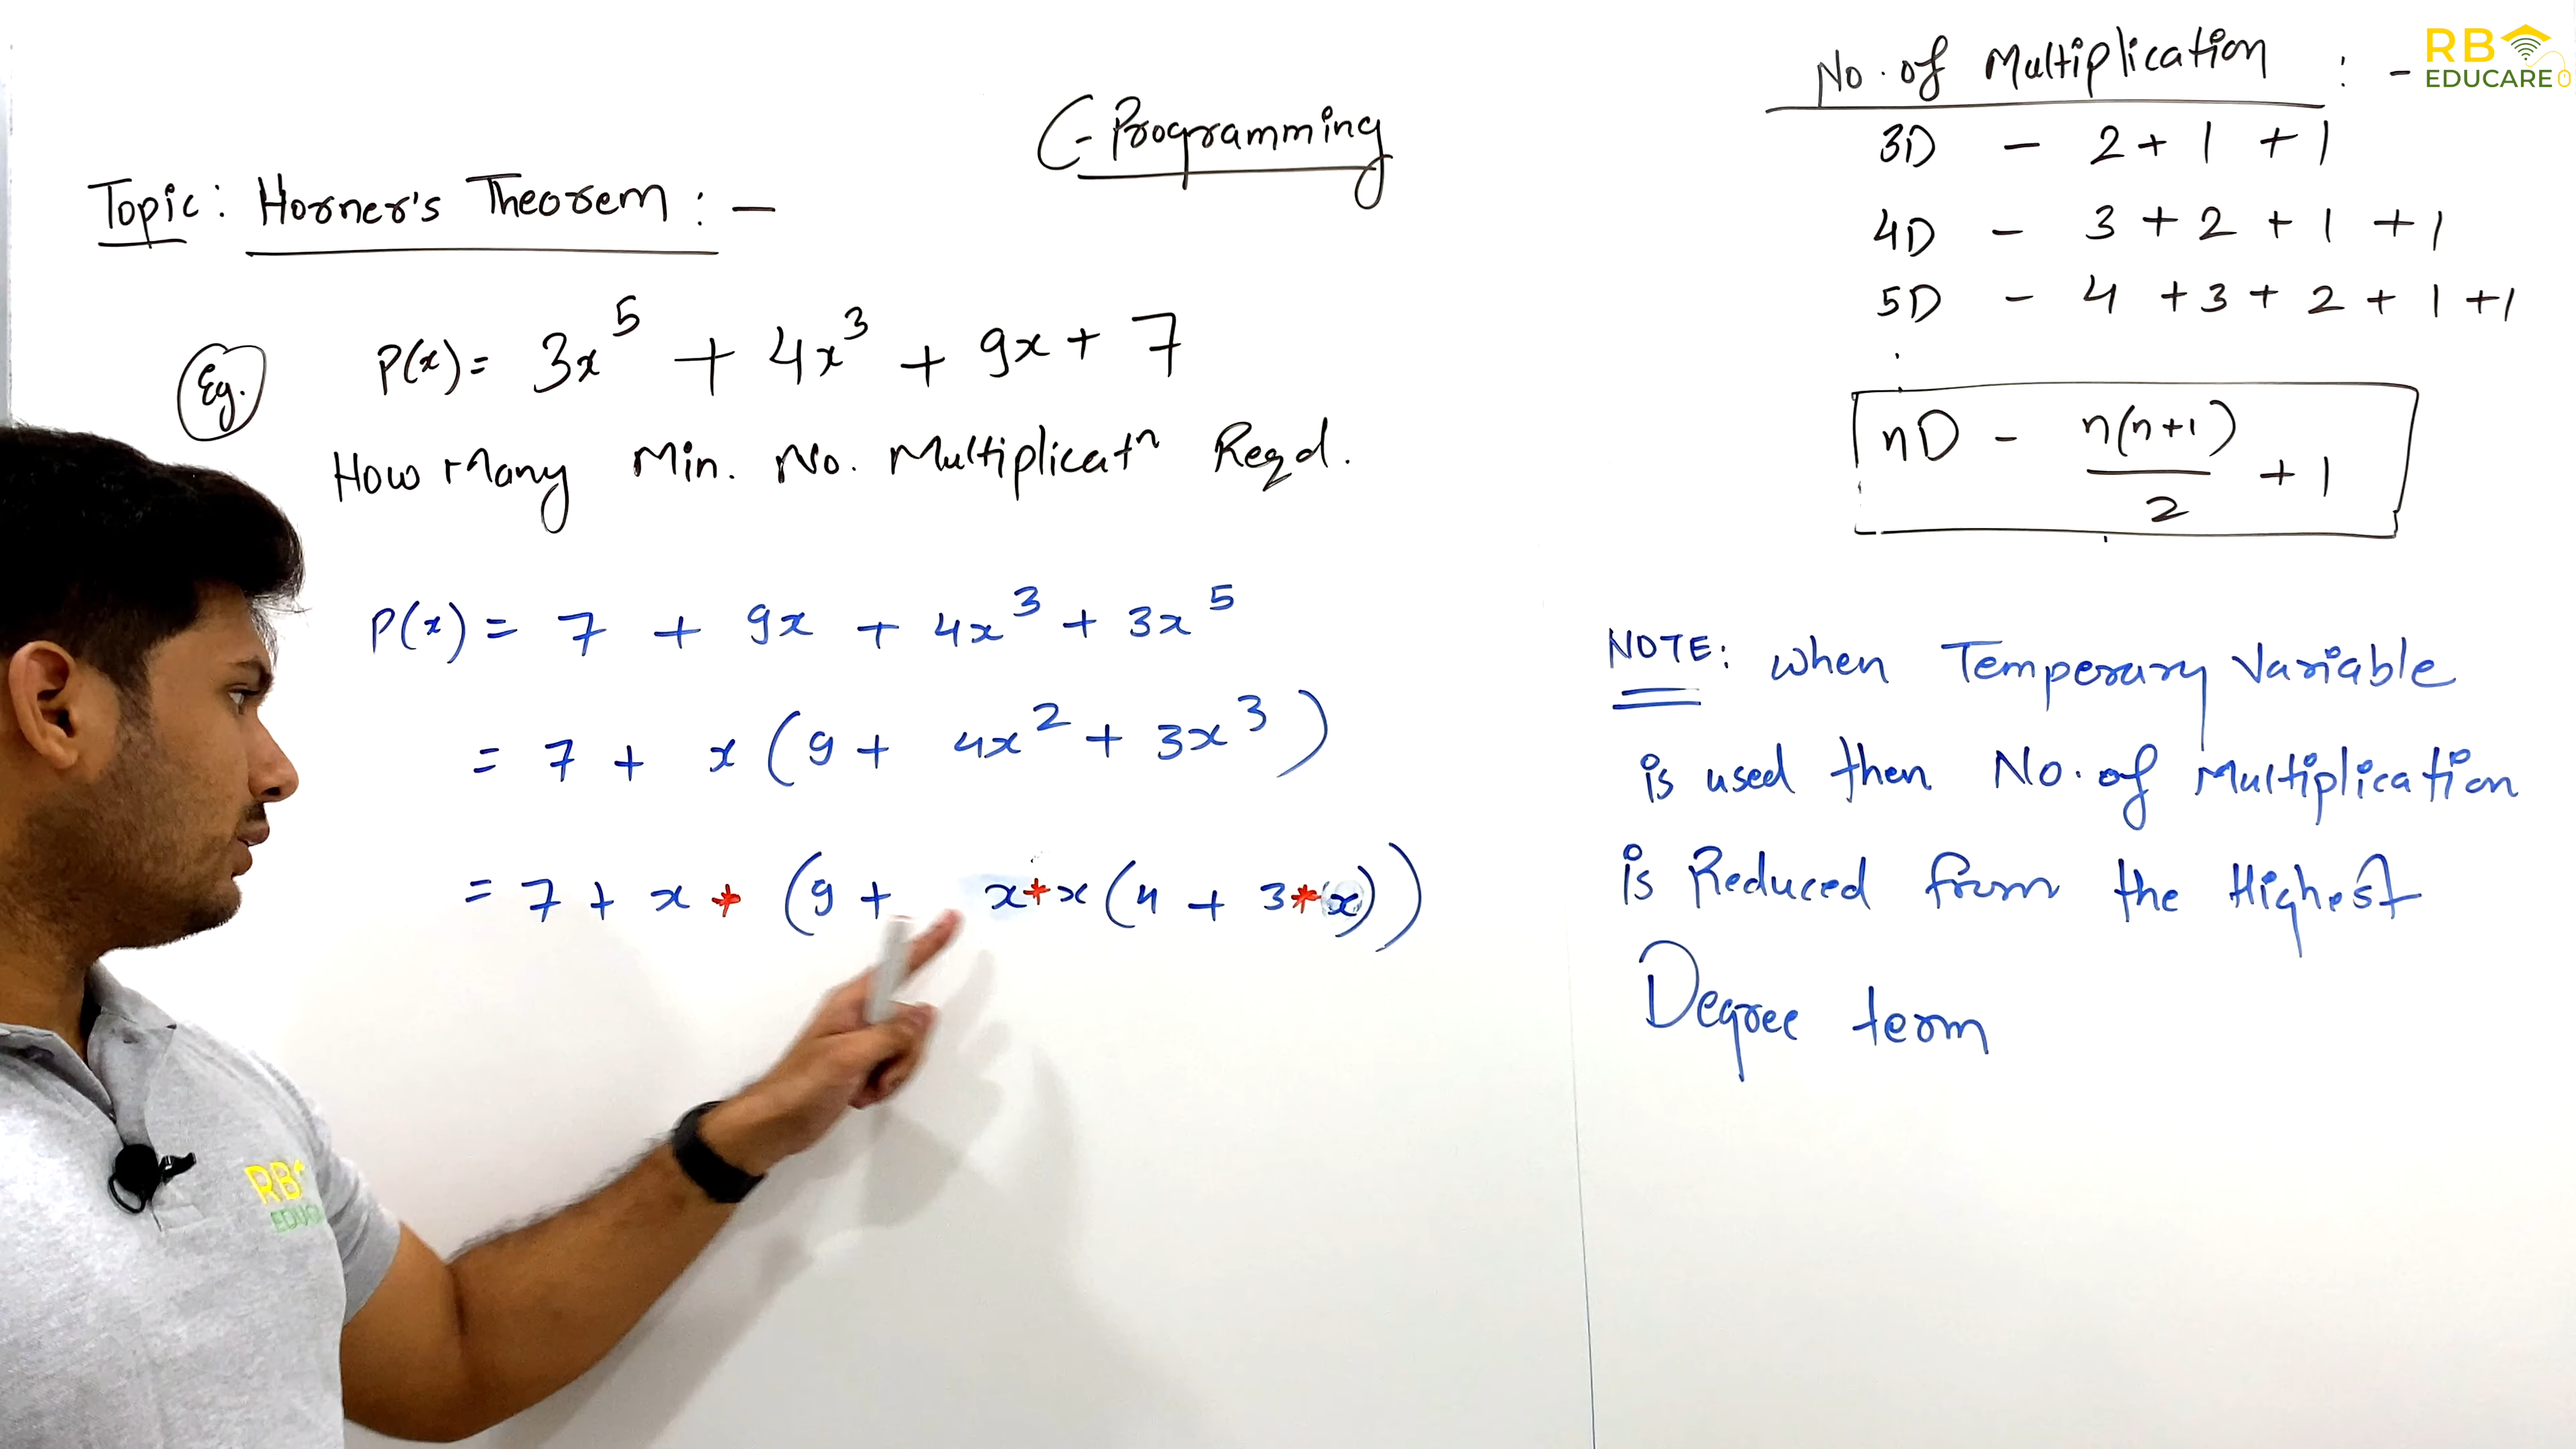 RB
EDUCARE
C-Programming
Topic: Horner's Theorem :-
Eg. P(x)= 3x⁵ + 4x³ + 9x + 7
How Many Min. No. Multiplicatⁿ Reqd.
P(x) = 7 + 9x + 4x³ + 3x⁵
= 7 + x (9 + 4x² + 3x³)
= 7 + x * (9 + x*x (4 + 3*x))
No. of Multiplication : -
3D - 2 + 1 + 1
4D - 3 + 2 + 1 + 1
5D - 4 + 3 + 2 + 1 + 1
nD - n(n+1)/2 + 1
NOTE: When Temperary Variable
is used then No. of Multiplication
is Reduced from the Highest
Degree term
RB